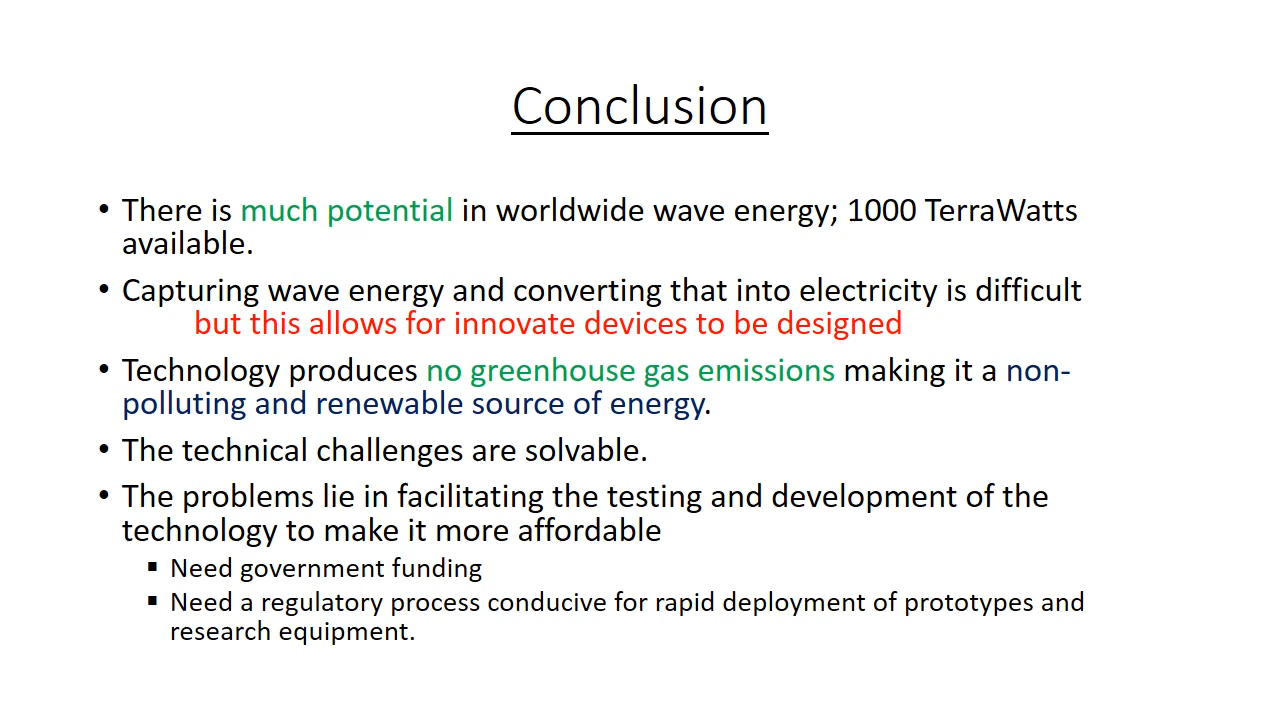 Conclusion
• There is much potential in worldwide wave energy; 1000 TerraWatts
available.
• Capturing wave energy and converting that into electricity is difficult
but this allows for innovate devices to be designed
• Technology produces no greenhouse gas emissions making it a non-
polluting and renewable source of energy.
• The technical challenges are solvable.
• The problems lie in facilitating the testing and development of the
technology to make it more affordable
▪ Need government funding
▪ Need a regulatory process conducive for rapid deployment of prototypes and
research equipment.